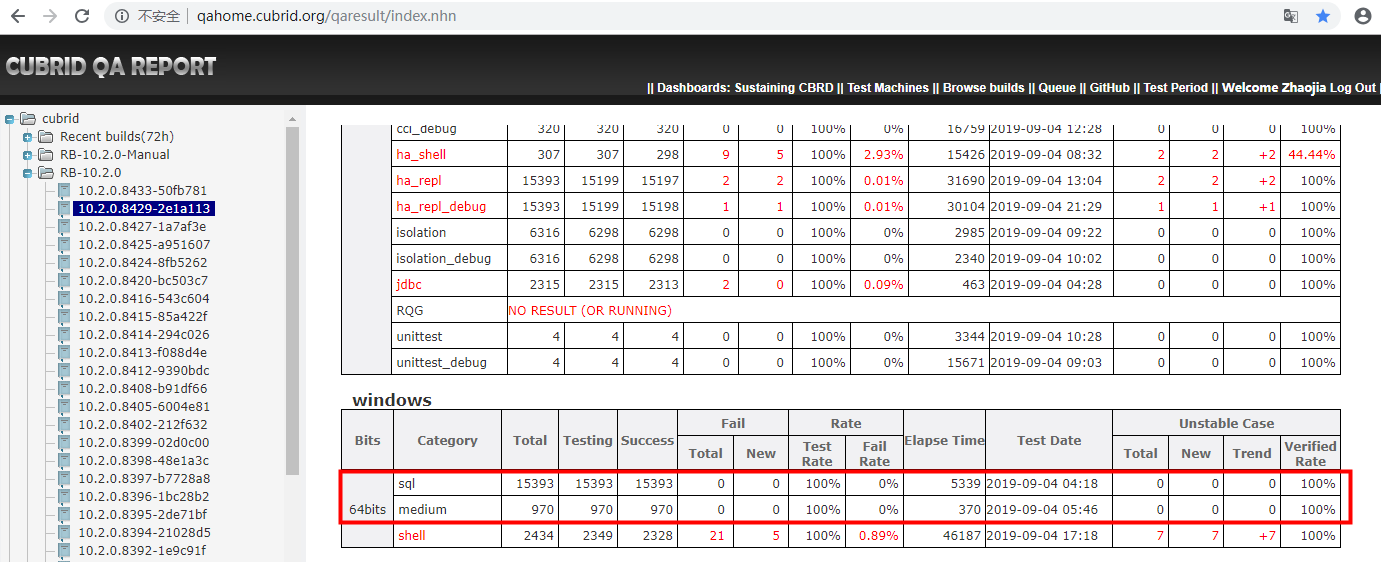 不安全 | qahome.cubrid.org/qaresult/index.nhn
CUBRID QA REPORT
|| Dashboards: Sustaining CBRD || Test Machines || Browse builds || Queue || GitHub || Test Period || Welcome Zhaojia Log Out |
cubrid
Recent builds(72h)
RB-10.2.0-Manual
RB-10.2.0
10.2.0.8433-50fb781
10.2.0.8429-2e1a113
10.2.0.8427-1a7af3e
10.2.0.8425-a951607
10.2.0.8424-8fb5262
10.2.0.8420-bc503c7
10.2.0.8416-543c604
10.2.0.8415-85a422f
10.2.0.8414-294c026
10.2.0.8413-f088d4e
10.2.0.8412-9390bdc
10.2.0.8408-b91df66
10.2.0.8405-6004e81
10.2.0.8402-212f632
10.2.0.8399-02d0c00
10.2.0.8398-48e1a3c
10.2.0.8397-b7728a8
10.2.0.8396-1bc28b2
10.2.0.8395-2de71bf
10.2.0.8394-21028d5
10.2.0.8392-1e9c91f
cci_debug 320 320 320 0 0 100% 0% 16759 2019-09-04 12:28 0 0 0 100%
ha_shell 307 307 298 9 5 100% 2.93% 15426 2019-09-04 08:32 2 2 +2 44.44%
ha_repl 15393 15199 15197 2 2 100% 0.01% 31690 2019-09-04 13:04 2 2 +2 100%
ha_repl_debug 15393 15199 15198 1 1 100% 0.01% 30104 2019-09-04 21:29 1 1 +1 100%
isolation 6316 6298 6298 0 0 100% 0% 2985 2019-09-04 09:22 0 0 0 100%
isolation_debug 6316 6298 6298 0 0 100% 0% 2340 2019-09-04 10:02 0 0 0 100%
jdbc 2315 2315 2313 2 0 100% 0.09% 463 2019-09-04 04:28 0 0 0 100%
RQG NO RESULT (OR RUNNING)
unittest 4 4 4 0 0 100% 0% 3344 2019-09-04 10:28 0 0 0 100%
unittest_debug 4 4 4 0 0 100% 0% 15671 2019-09-04 09:03 0 0 0 100%
windows
Bits Category Total Testing Success Fail Rate Elapse Time Test Date Unstable Case
Total New Test Rate Fail Rate Total New Trend Verified Rate
64bits
sql 15393 15393 15393 0 0 100% 0% 5339 2019-09-04 04:18 0 0 0 100%
medium 970 970 970 0 0 100% 0% 370 2019-09-04 05:46 0 0 0 100%
shell 2434 2349 2328 21 5 100% 0.89% 46187 2019-09-04 17:18 7 7 +7 100%